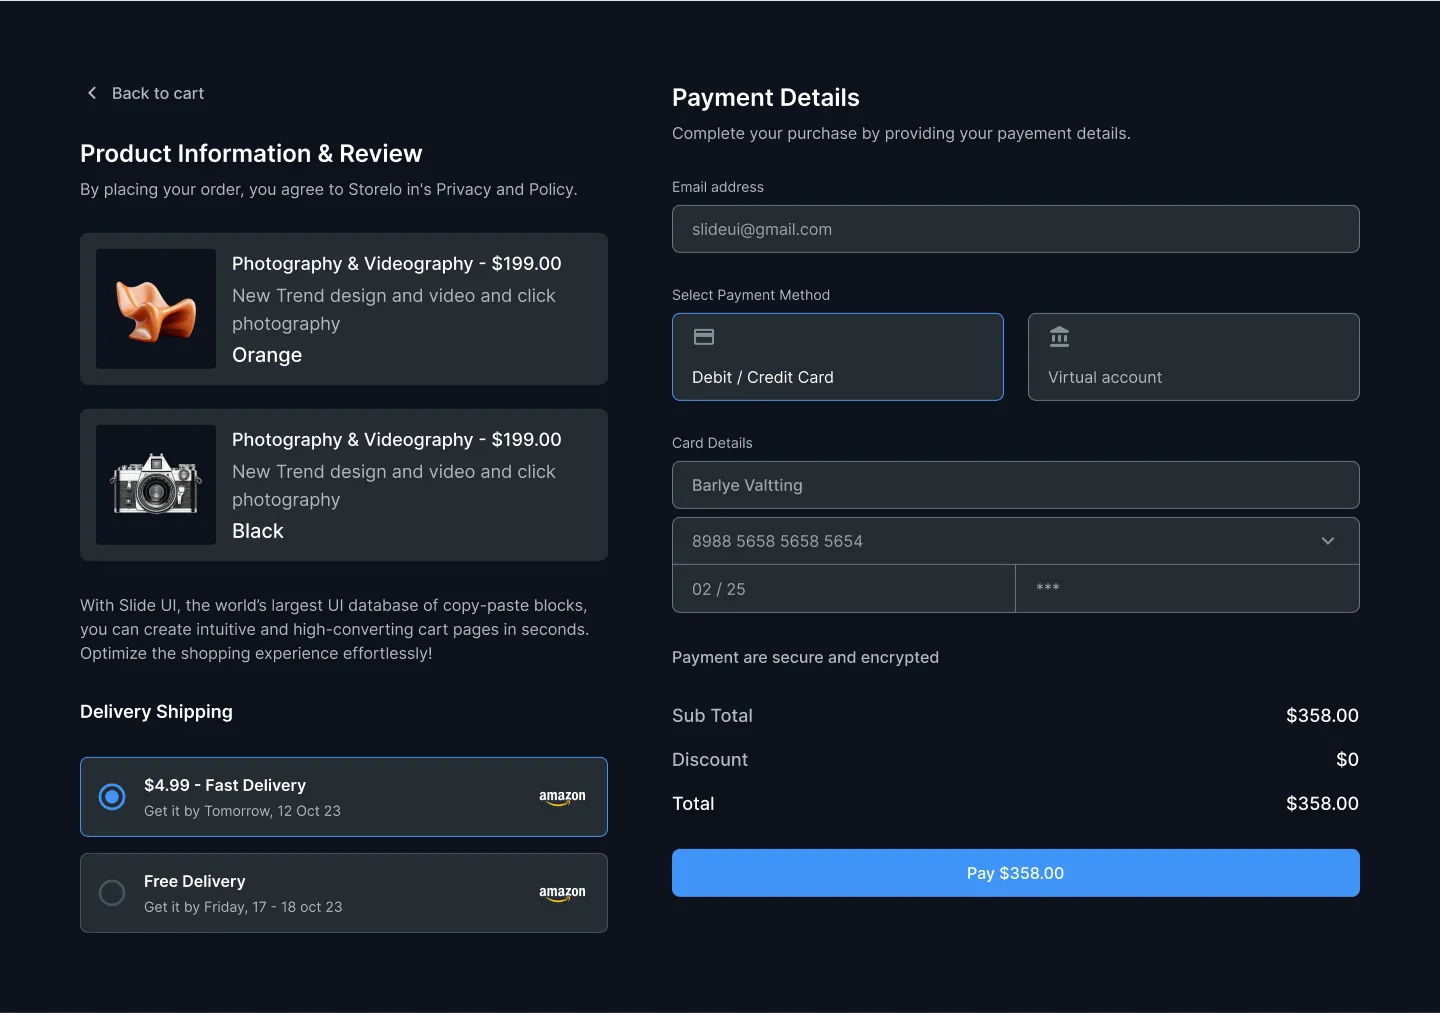 Back to cart
Product Information & Review
By placing your order, you agree to Storelo in's Privacy and Policy.
Photography & Videography - $199.00
New Trend design and video and click
photography
Orange
Photography & Videography - $199.00
New Trend design and video and click
photography
Black
With Slide UI, the world’s largest UI database of copy-paste blocks,
you can create intuitive and high-converting cart pages in seconds.
Optimize the shopping experience effortlessly!
Delivery Shipping
$4.99 - Fast Delivery
Get it by Tomorrow, 12 Oct 23
amazon
Free Delivery
Get it by Friday, 17 - 18 oct 23
amazon
Payment Details
Complete your purchase by providing your payement details.
Email address
slideui@gmail.com
Select Payment Method
Debit / Credit Card
Virtual account
Card Details
Barlye Valtting
8988 5658 5658 5654
02 / 25
***
Payment are secure and encrypted
Sub Total $358.00
Discount $0
Total $358.00
Pay $358.00